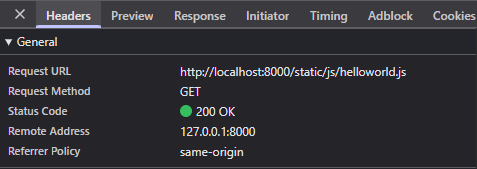 Headers Preview Response Initiator Timing Adblock Cookies
General
Request URL http://localhost:8000/static/js/helloworld.js
Request Method GET
Status Code 200 OK
Remote Address 127.0.0.1:8000
Referrer Policy same-origin